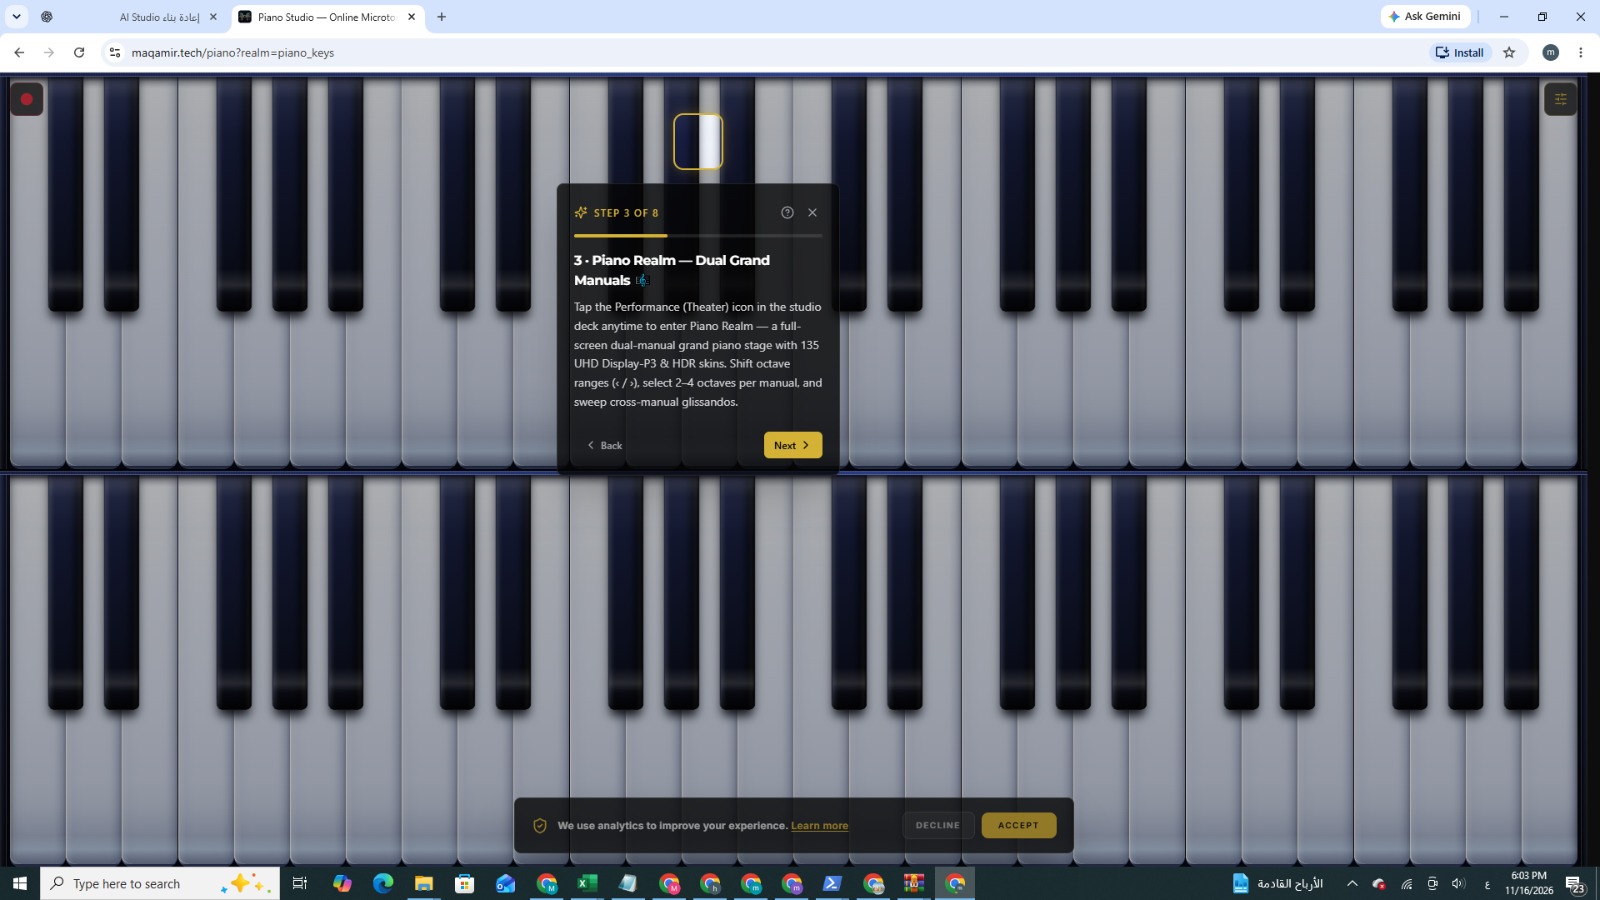 إعادة بناء AI Studio
Piano Studio — Online Microto
Ask Gemini
maqamir.tech/piano?realm=piano_keys
Install
m
STEP 3 OF 8
3 · Piano Realm — Dual Grand
Manuals 🎼
Tap the Performance (Theater) icon in the studio
deck anytime to enter Piano Realm — a full-
screen dual-manual grand piano stage with 135
UHD Display-P3 & HDR skins. Shift octave
ranges (‹ / ›), select 2–4 octaves per manual, and
sweep cross-manual glissandos.
Back
Next
We use analytics to improve your experience. Learn more
DECLINE
ACCEPT
Type here to search
الأرباح القادمة
ع
6:03 PM
11/16/2026
23